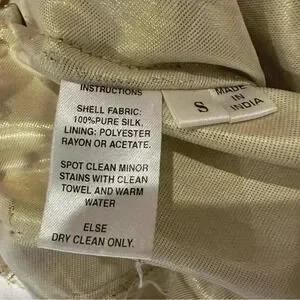 INSTRUCTIONS
SHELL FABRIC:
100%PURE SILK.
LINING: POLYESTER
RAYON OR ACETATE.
SPOT CLEAN MINOR
STAINS WITH CLEAN
TOWEL AND WARM
WATER
ELSE
DRY CLEAN ONLY.
S
MADE
IN
INDIA